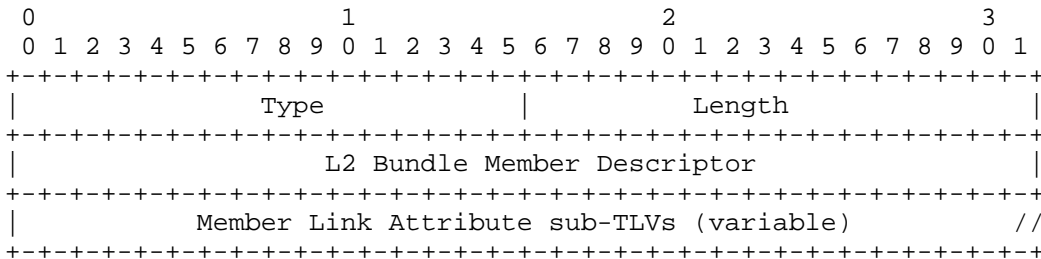 0                   1                   2                   3
 0 1 2 3 4 5 6 7 8 9 0 1 2 3 4 5 6 7 8 9 0 1 2 3 4 5 6 7 8 9 0 1
+-+-+-+-+-+-+-+-+-+-+-+-+-+-+-+-+-+-+-+-+-+-+-+-+-+-+-+-+-+-+-+-+
|               Type            |          Length               |
+-+-+-+-+-+-+-+-+-+-+-+-+-+-+-+-+-+-+-+-+-+-+-+-+-+-+-+-+-+-+-+-+
|                   L2 Bundle Member Descriptor                 |
+-+-+-+-+-+-+-+-+-+-+-+-+-+-+-+-+-+-+-+-+-+-+-+-+-+-+-+-+-+-+-+-+
|           Member Link Attribute sub-TLVs (variable)          //
+-+-+-+-+-+-+-+-+-+-+-+-+-+-+-+-+-+-+-+-+-+-+-+-+-+-+-+-+-+-+-+-+